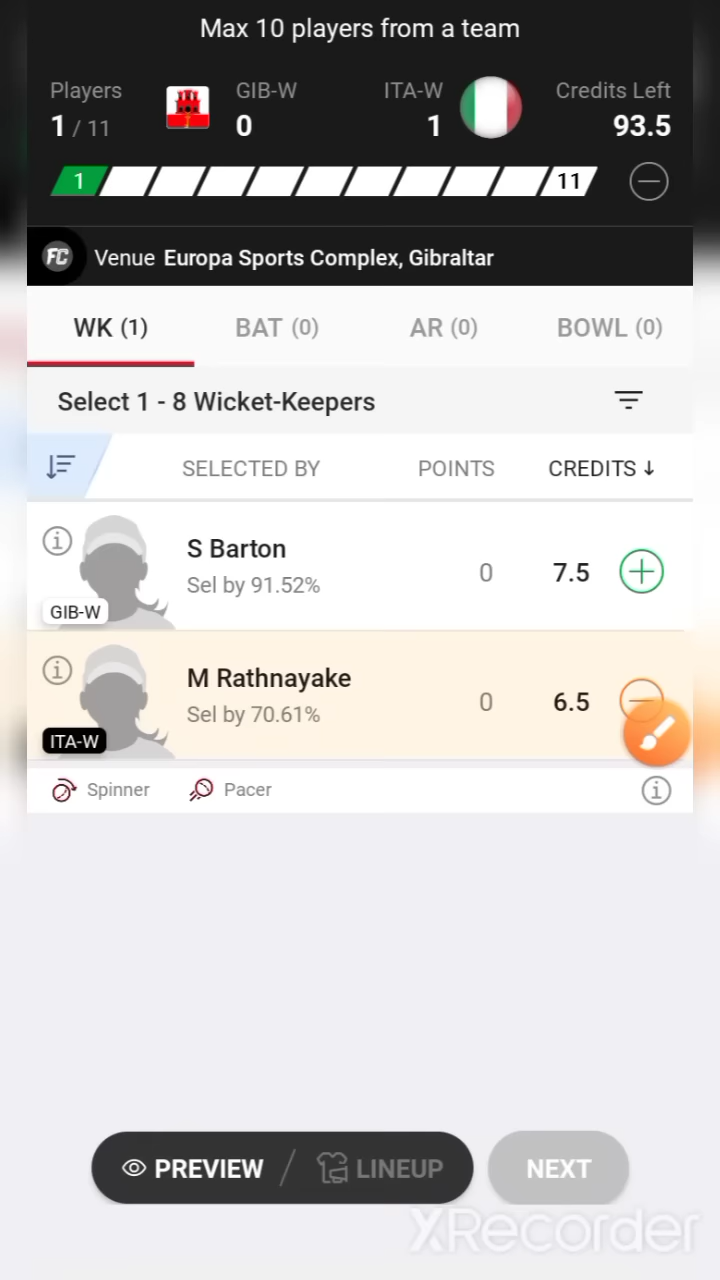 Max 10 players from a team
Players GIB-W ITA-W Credits Left
1 / 11 0 1 93.5
1 11
FC Venue Europa Sports Complex, Gibraltar
WK (1) BAT (0) AR (0) BOWL (0)
Select 1 - 8 Wicket-Keepers
SELECTED BY POINTS CREDITS ↓
S Barton
Sel by 91.52% 0 7.5
GIB-W
M Rathnayake
Sel by 70.61% 0 6.5
ITA-W
Spinner Pacer
PREVIEW / LINEUP NEXT
XRecorder